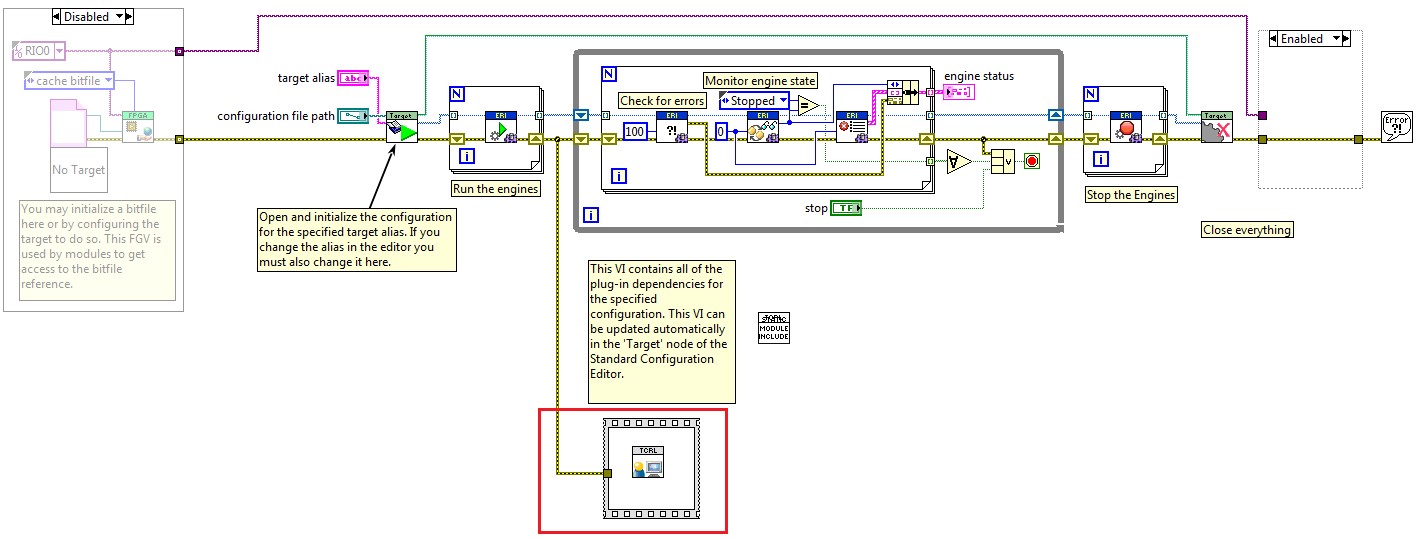 Disabled
% RIO0
cache bitfile
FPGA
No Target
You may initialize a bitfile
here or by configuring the
target to do so. This FGV is
used by modules to get
access to the bitfile
reference.
target alias
abc
configuration file path
Target
Open and initialize the configuration
for the specified target alias. If you
change the alias in the editor you
must also change it here.
N
ERI
i
Run the engines
N
Monitor engine state
Check for errors
Stopped
=
engine status
100
ERI
?!
0
ERI
ERI
i
V
stop
TF
i
N
ERI
i
Stop the Engines
Target
Close everything
Enabled
Error
?!
This VI contains all of the
plug-in dependencies for
the specified
configuration. This VI can
be updated automatically
in the 'Target' node of the
Standard Configuration
Editor.
MODULE
INCLUDE
TCRL